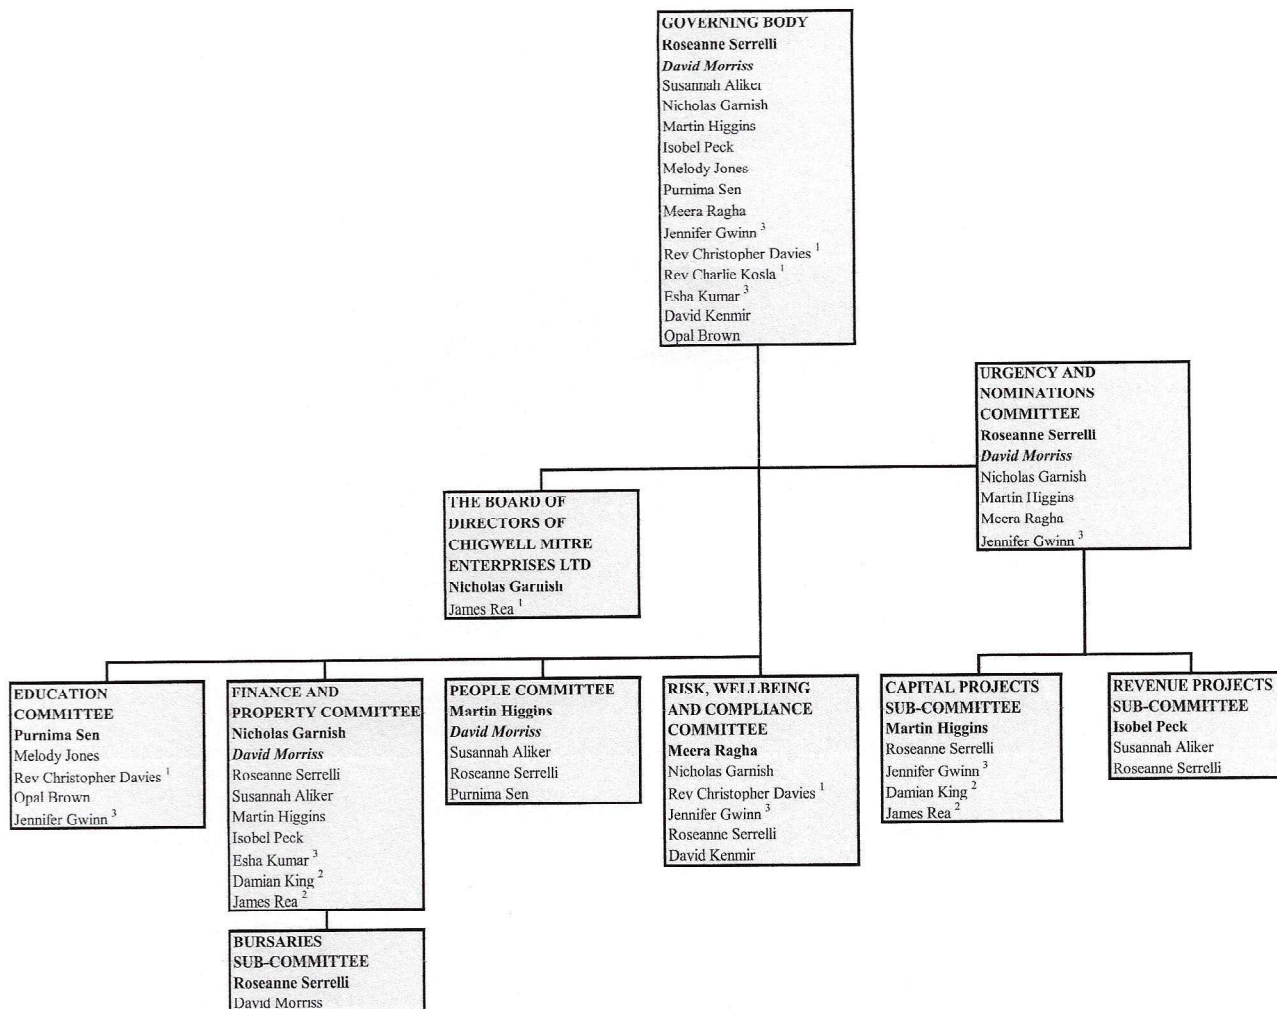 GOVERNING BODY
Roseanne Serrelli
David Morriss
Susannah Aliker
Nicholas Garnish
Martin Higgins
Isobel Peck
Melody Jones
Purnima Sen
Meera Ragha
Jennifer Gwinn 3
Rev Christopher Davies 1
Rev Charlie Kosla 1
Esha Kumar 3
David Kenmir
Opal Brown
URGENCY AND
NOMINATIONS
COMMITTEE
Roseanne Serrelli
David Morriss
Nicholas Garnish
Martin Higgins
Meera Ragha
Jennifer Gwinn 3
THE BOARD OF
DIRECTORS OF
CHIGWELL MITRE
ENTERPRISES LTD
Nicholas Garnish
James Rea 1
EDUCATION
COMMITTEE
Purnima Sen
Melody Jones
Rev Christopher Davies 1
Opal Brown
Jennifer Gwinn 3
FINANCE AND
PROPERTY COMMITTEE
Nicholas Garnish
David Morriss
Roseanne Serrelli
Susannah Aliker
Martin Higgins
Isobel Peck
Esha Kumar 3
Damian King 2
James Rea 2
PEOPLE COMMITTEE
Martin Higgins
David Morriss
Susannah Aliker
Roseanne Serrelli
Purnima Sen
RISK, WELLBEING
AND COMPLIANCE
COMMITTEE
Meera Ragha
Nicholas Garnish
Rev Christopher Davies 1
Jennifer Gwinn 3
Roseanne Serrelli
David Kenmir
CAPITAL PROJECTS
SUB-COMMITTEE
Martin Higgins
Roseanne Serrelli
Jennifer Gwinn 3
Damian King 2
James Rea 2
REVENUE PROJECTS
SUB-COMMITTEE
Isobel Peck
Susannah Aliker
Roseanne Serrelli
BURSARIES
SUB-COMMITTEE
Roseanne Serrelli
David Morriss